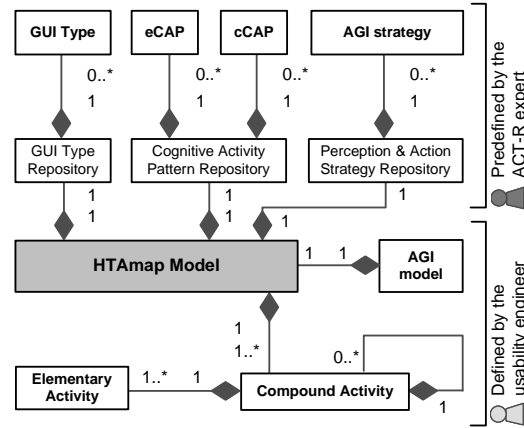 GUI Type
eCAP
cCAP
AGI strategy
0..*
0..*
0..*
0..*
1
1
1
1
GUI Type
Repository
Cognitive Activity
Pattern Repository
Perception & Action
Strategy Repository
1
1
1
1
1
1
Predefined by the
ACT-R expert
HTAmap Model
1
1
AGI
model
1
1..*
0..*
Elementary
Activity
1..*
1
Compound Activity
1
Defined by the
usability engineer